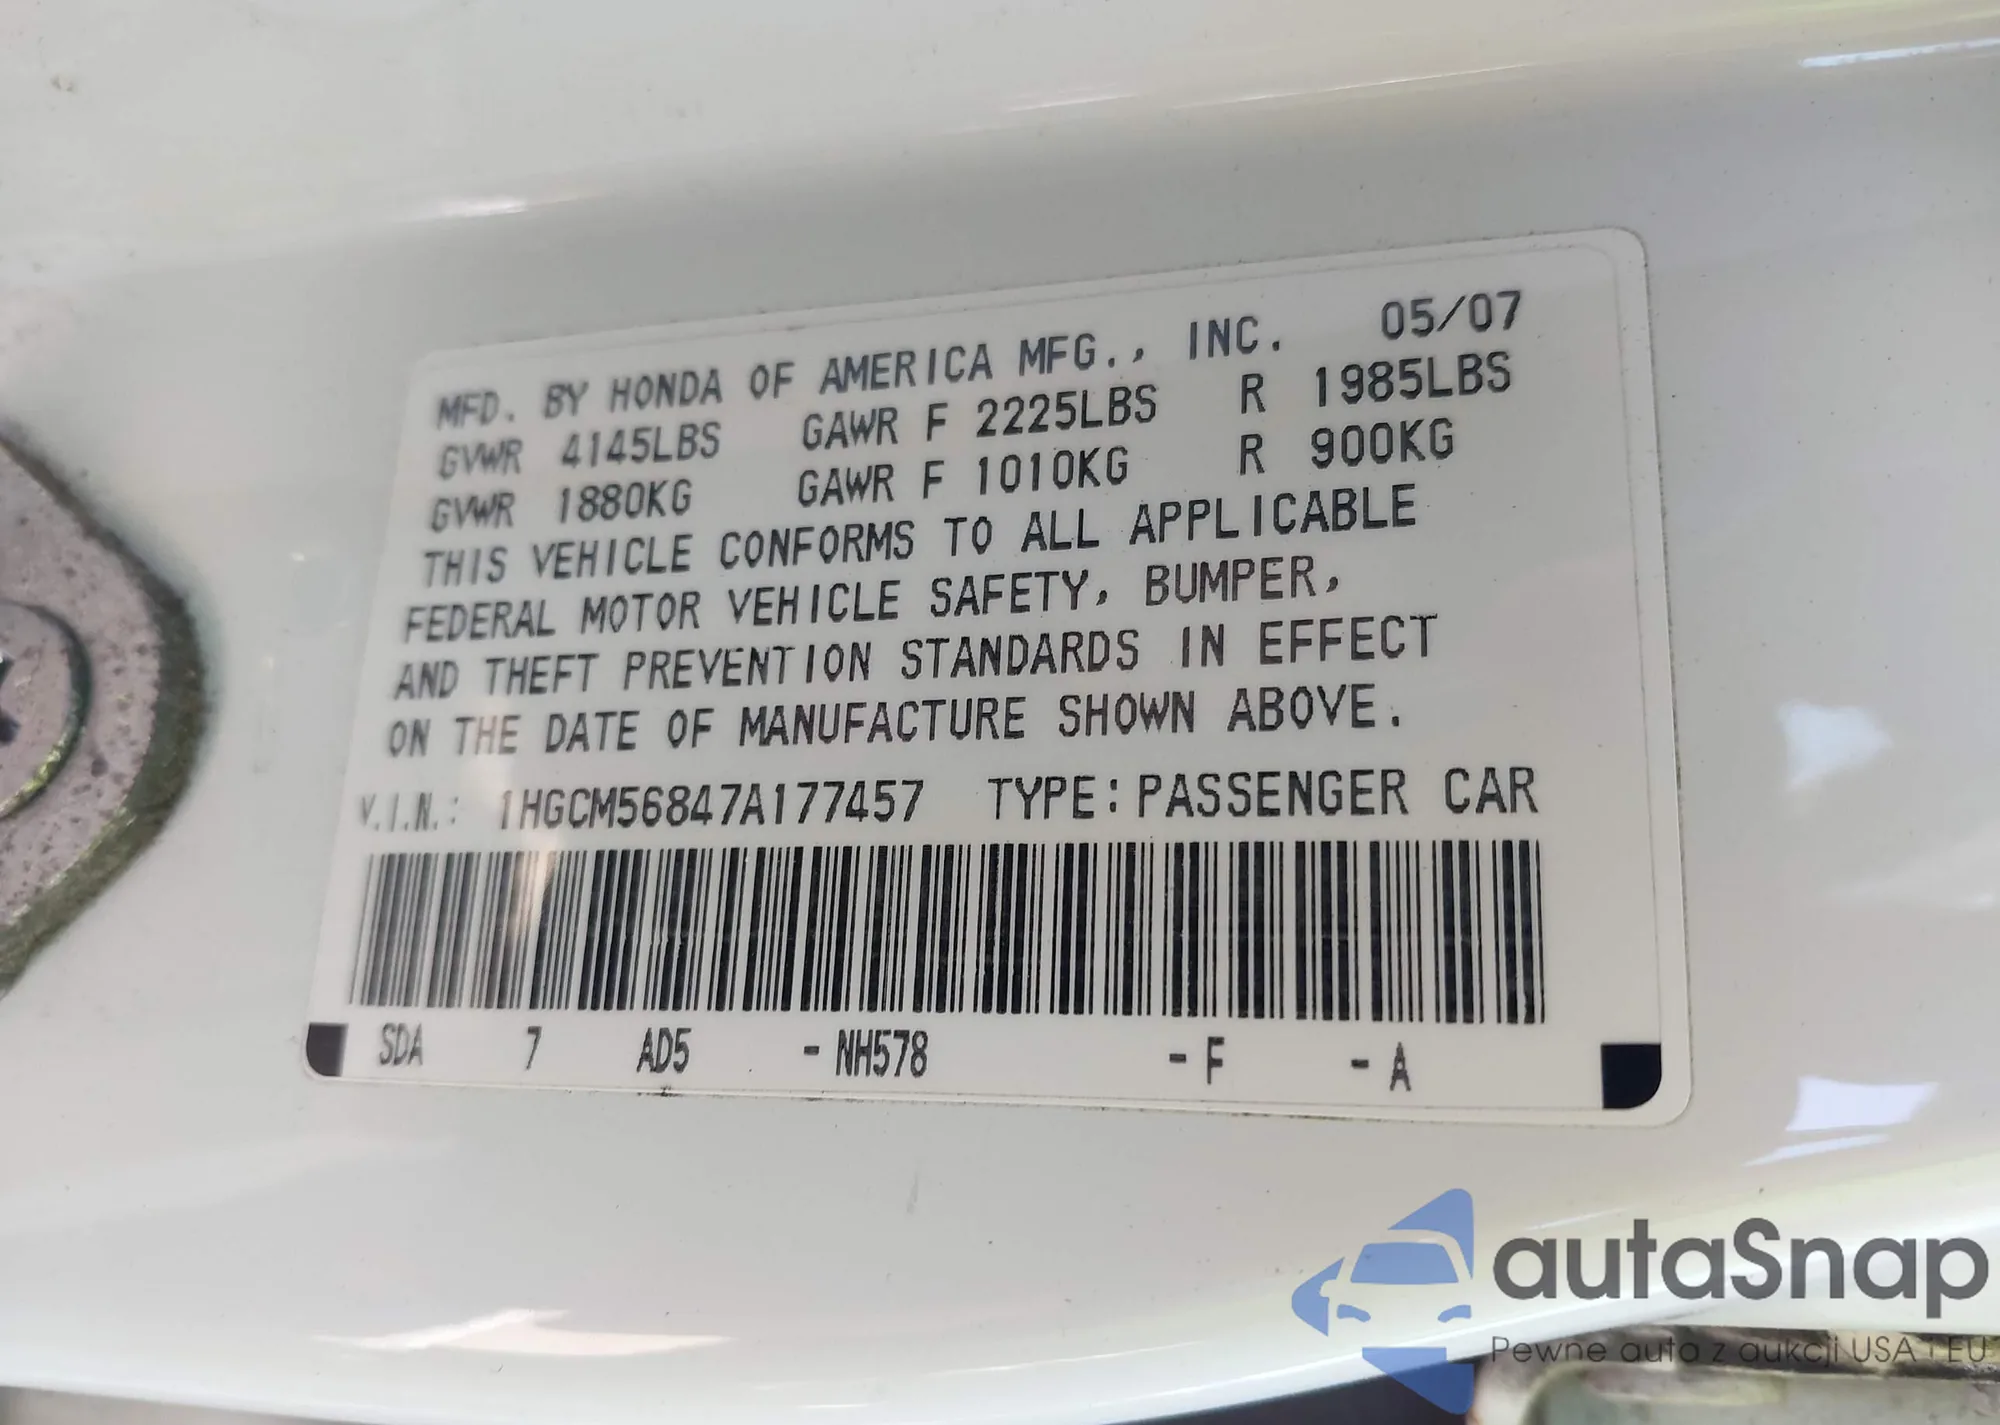 MFD. BY HONDA OF AMERICA MFG., INC. 05/07
GVWR 4145LBS GAWR F 2225LBS R 1985LBS
GVWR 1880KG GAWR F 1010KG R 900KG
THIS VEHICLE CONFORMS TO ALL APPLICABLE
FEDERAL MOTOR VEHICLE SAFETY, BUMPER,
AND THEFT PREVENTION STANDARDS IN EFFECT
ON THE DATE OF MANUFACTURE SHOWN ABOVE.
V.I.N.: 1HGCM56847A177457 TYPE: PASSENGER CAR
SDA 7 AD5 -NH578 -F -A
autaSnap
Pewne auta z aukcji USA i EU